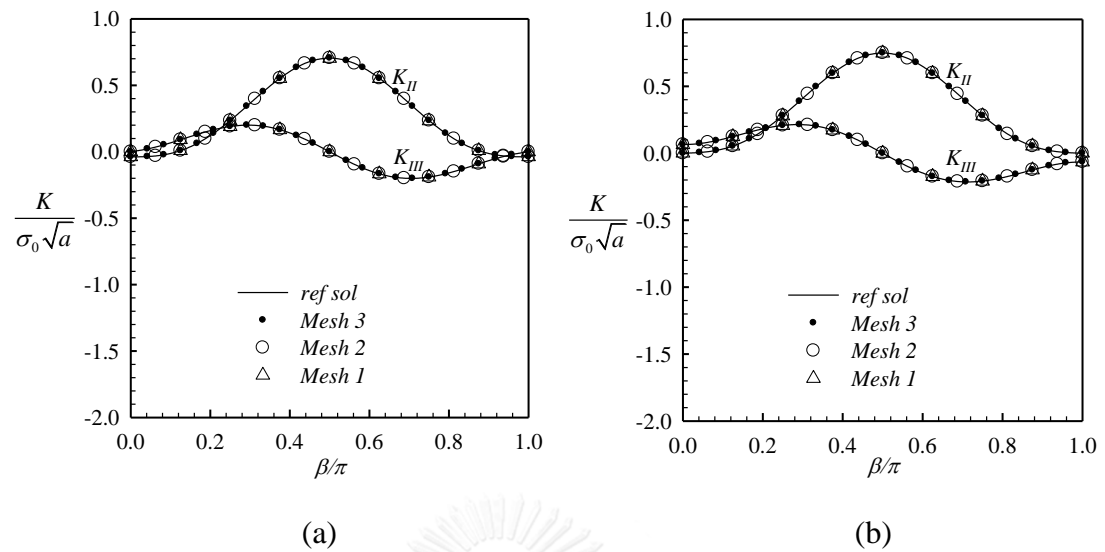 1.0
0.5
0.0
-0.5
-1.0
-1.5
-2.0
K
σ₀√a
K_II
K_III
ref sol
Mesh 3
Mesh 2
Mesh 1
0.0 0.2 0.4 0.6 0.8 1.0
β/π
(a)
1.0
0.5
0.0
-0.5
-1.0
-1.5
-2.0
K
σ₀√a
K_II
K_III
ref sol
Mesh 3
Mesh 2
Mesh 1
0.0 0.2 0.4 0.6 0.8 1.0
β/π
(b)